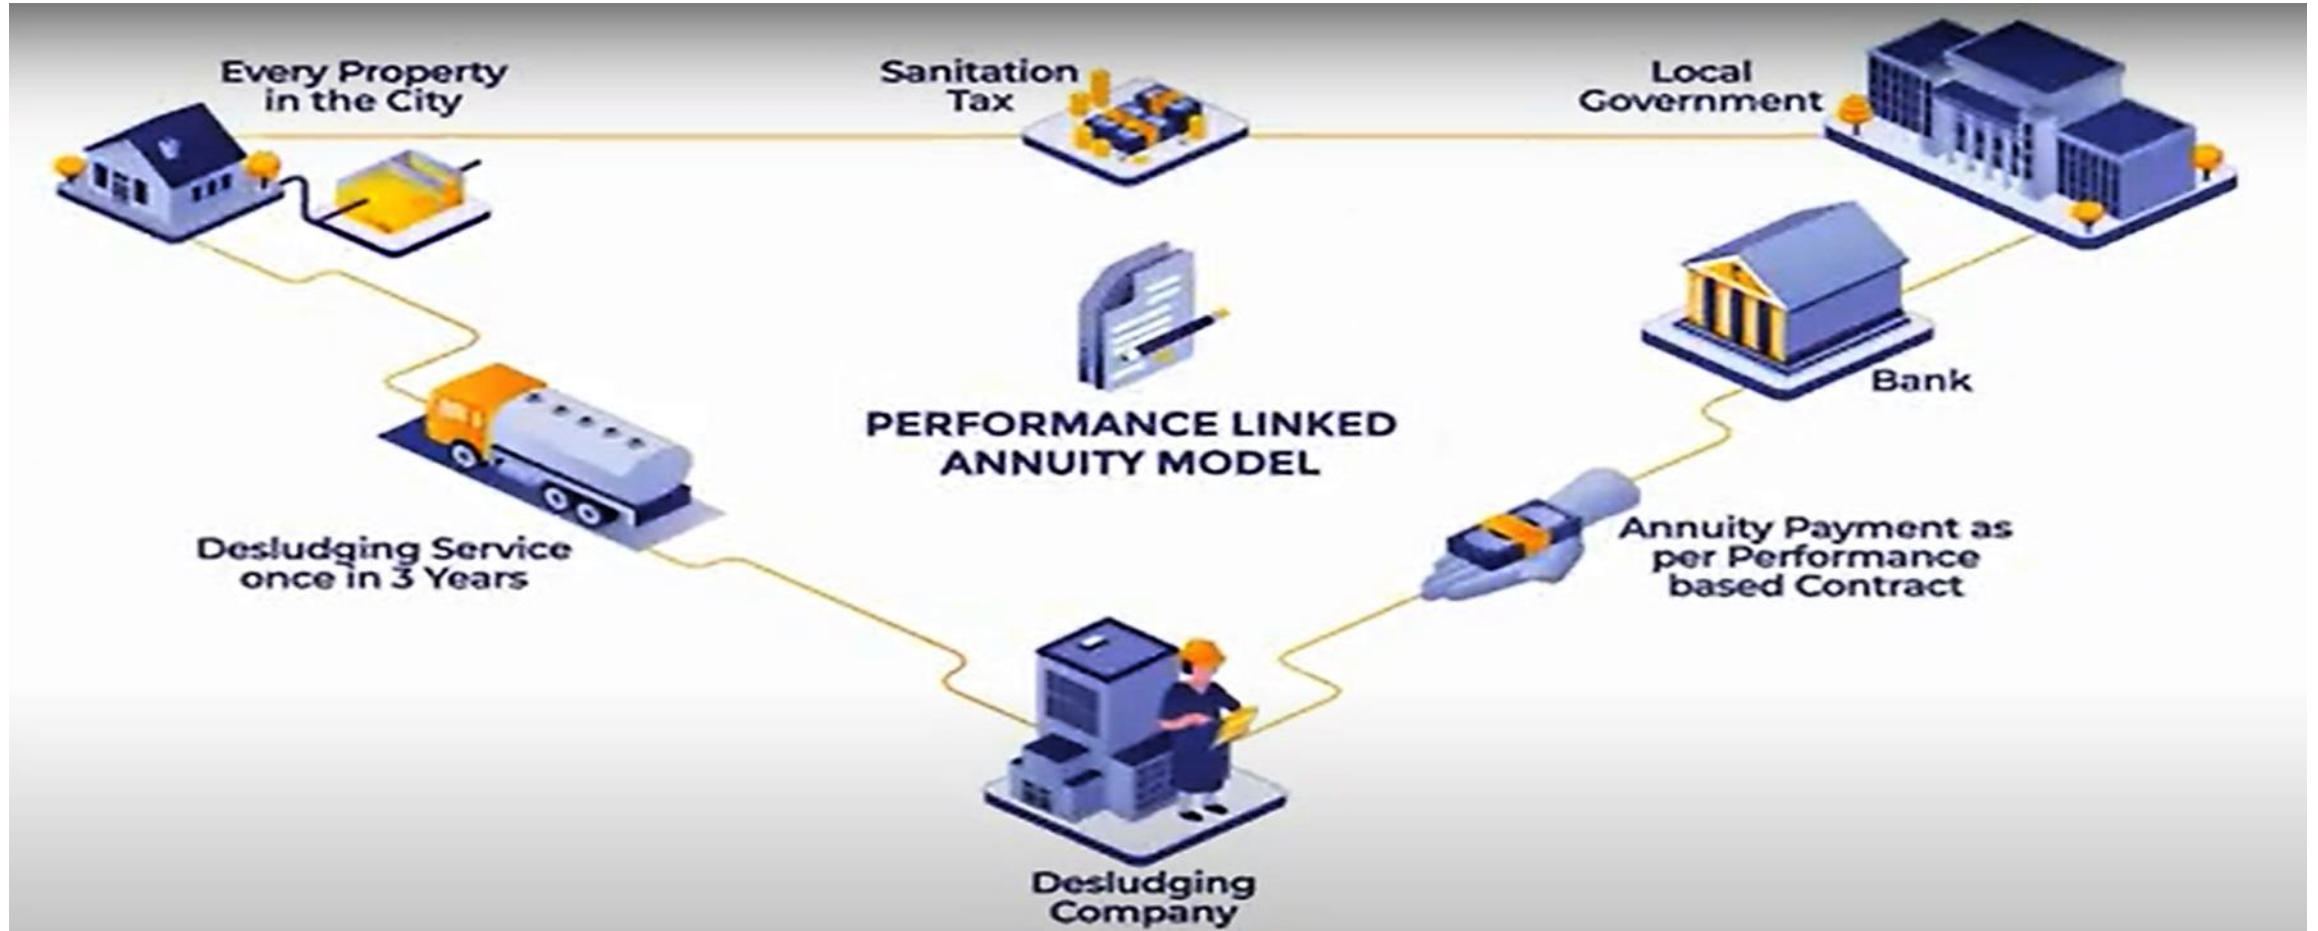 Every Property
in the City
Sanitation
Tax
Local
Government
Bank
PERFORMANCE LINKED
ANNUITY MODEL
Desludging Service
once in 3 Years
Annuity Payment as
per Performance
based Contract
Desludging
Company